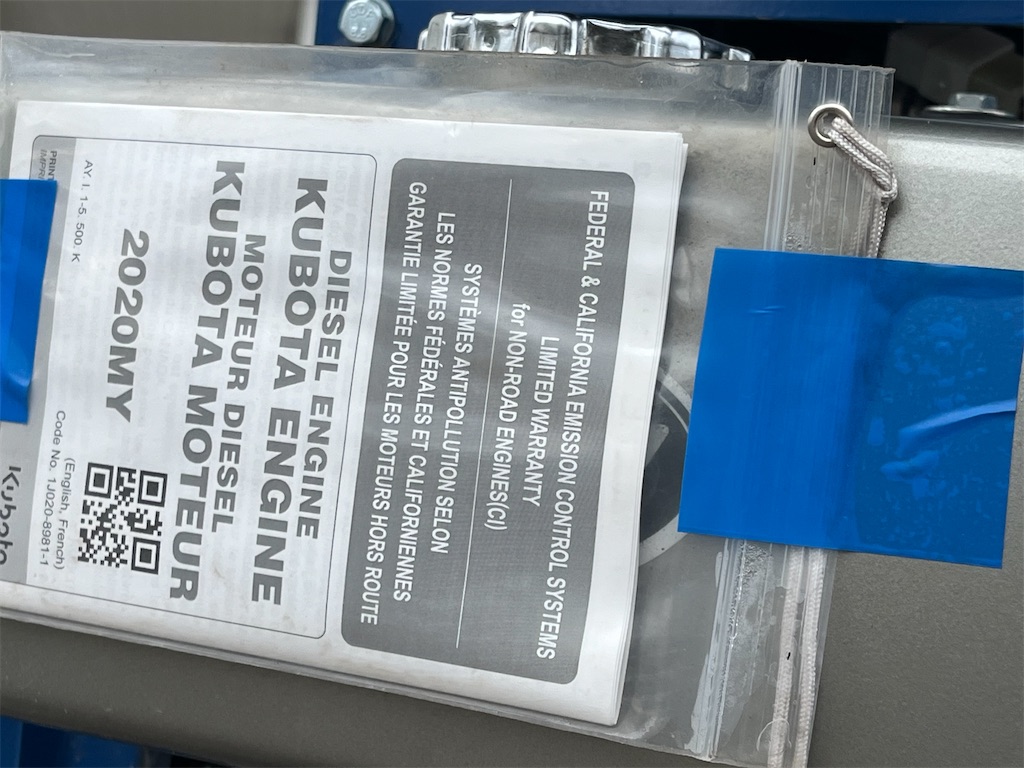 FEDERAL & CALIFORNIA EMISSION CONTROL SYSTEMS
LIMITED WARRANTY
for NON-ROAD ENGINES(CI)
SYSTÈMES ANTIPOLLUTION SELON
LES NORMES FÉDÉRALES ET CALIFORNIENNES
GARANTIE LIMITÉE POUR LES MOTEURS HORS ROUTE
DIESEL ENGINE
KUBOTA ENGINE
MOTEUR DIESEL
KUBOTA MOTEUR
2020MY
(English, French)
AY. I. 1-5. 500. K
Code No. 1J020-8981-1
Kubota